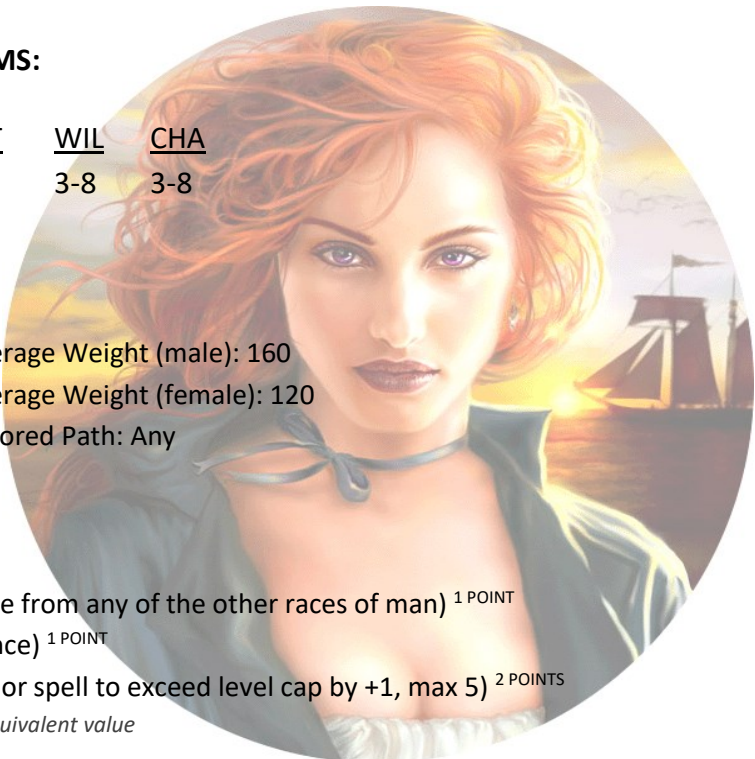 MS:
T WIL CHA
3-8 3-8
erage Weight (male): 160
erage Weight (female): 120
ored Path: Any
e from any of the other races of man) 1 POINT
nce) 1 POINT
or spell to exceed level cap by +1, max 5) 2 POINTS
uivalent value